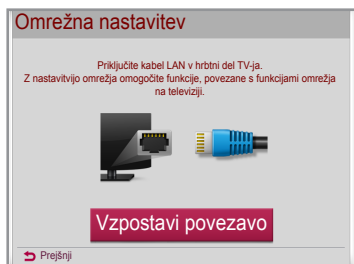 Omrežna nastavitev
Priključite kabel LAN v hrbtni del TV-ja.
Z nastavitvijo omrežja omogočite funkcije, povezane s funkcijami omrežja
na televiziji.
Vzpostavi povezavo
Prejšnji